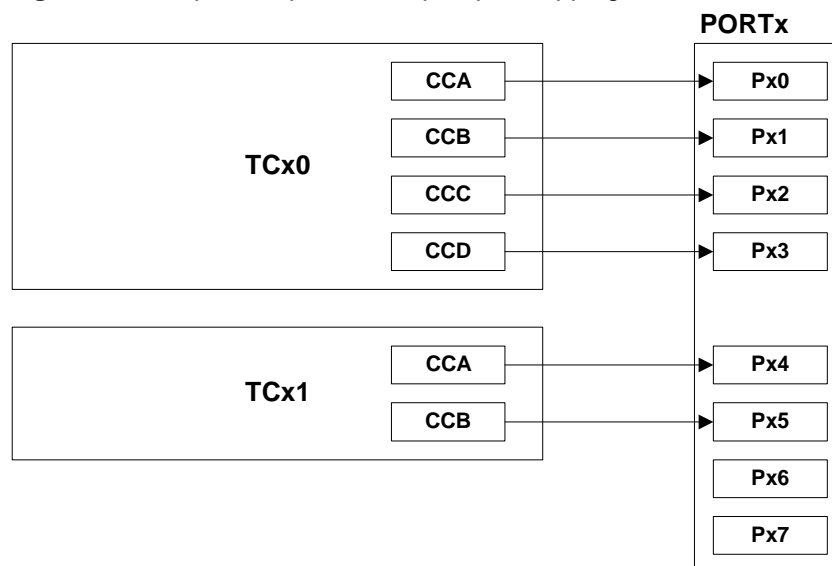 PORTx
TCx0
CCA
CCB
CCC
CCD
Px0
Px1
Px2
Px3
TCx1
CCA
CCB
Px4
Px5
Px6
Px7